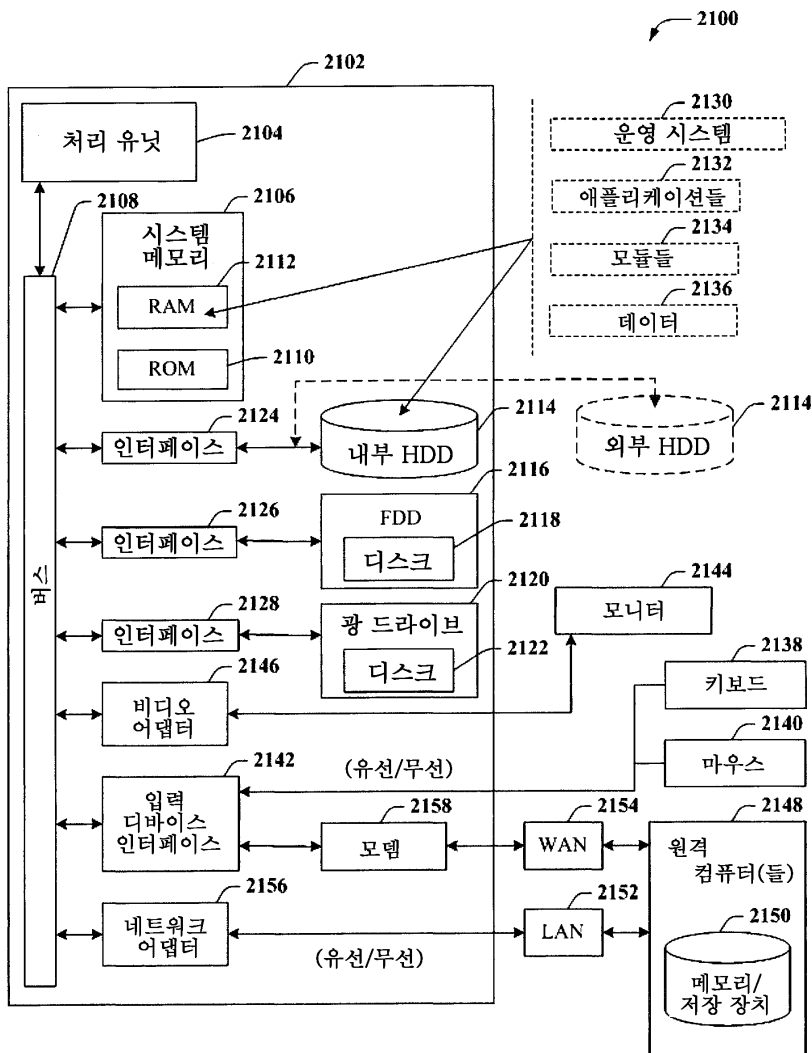 2100
2102
처리 유닛
2104
2108
2106
시스템
메모리
2112
RAM
ROM
2110
2130
운영 시스템
2132
애플리케이션들
2134
모듈들
2136
데이터
버스
2124
인터페이스
내부 HDD
2114
외부 HDD
2114
2126
인터페이스
2116
FDD
2118
디스크
2128
인터페이스
2120
광 드라이브
디스크
2122
2144
모니터
2146
비디오
어댑터
2138
키보드
2140
마우스
2142
입력
디바이스
인터페이스
(유선/무선)
2158
모뎀
2154
WAN
2148
원격
컴퓨터(들)
2156
네트워크
어댑터
(유선/무선)
2152
LAN
2150
메모리/
저장 장치